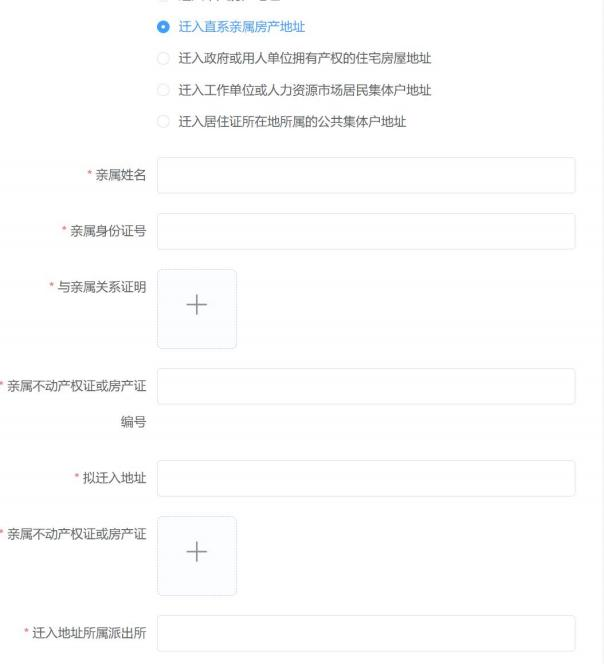 迁入直系亲属房产地址
迁入政府或用人单位拥有产权的住宅房屋地址
迁入工作单位或人力资源市场居民集体户地址
迁入居住证所在地所属的公共集体户地址
* 亲属姓名
* 亲属身份证号
* 与亲属关系证明
* 亲属不动产权证或房产证
编号
* 拟迁入地址
* 亲属不动产权证或房产证
* 迁入地址所属派出所